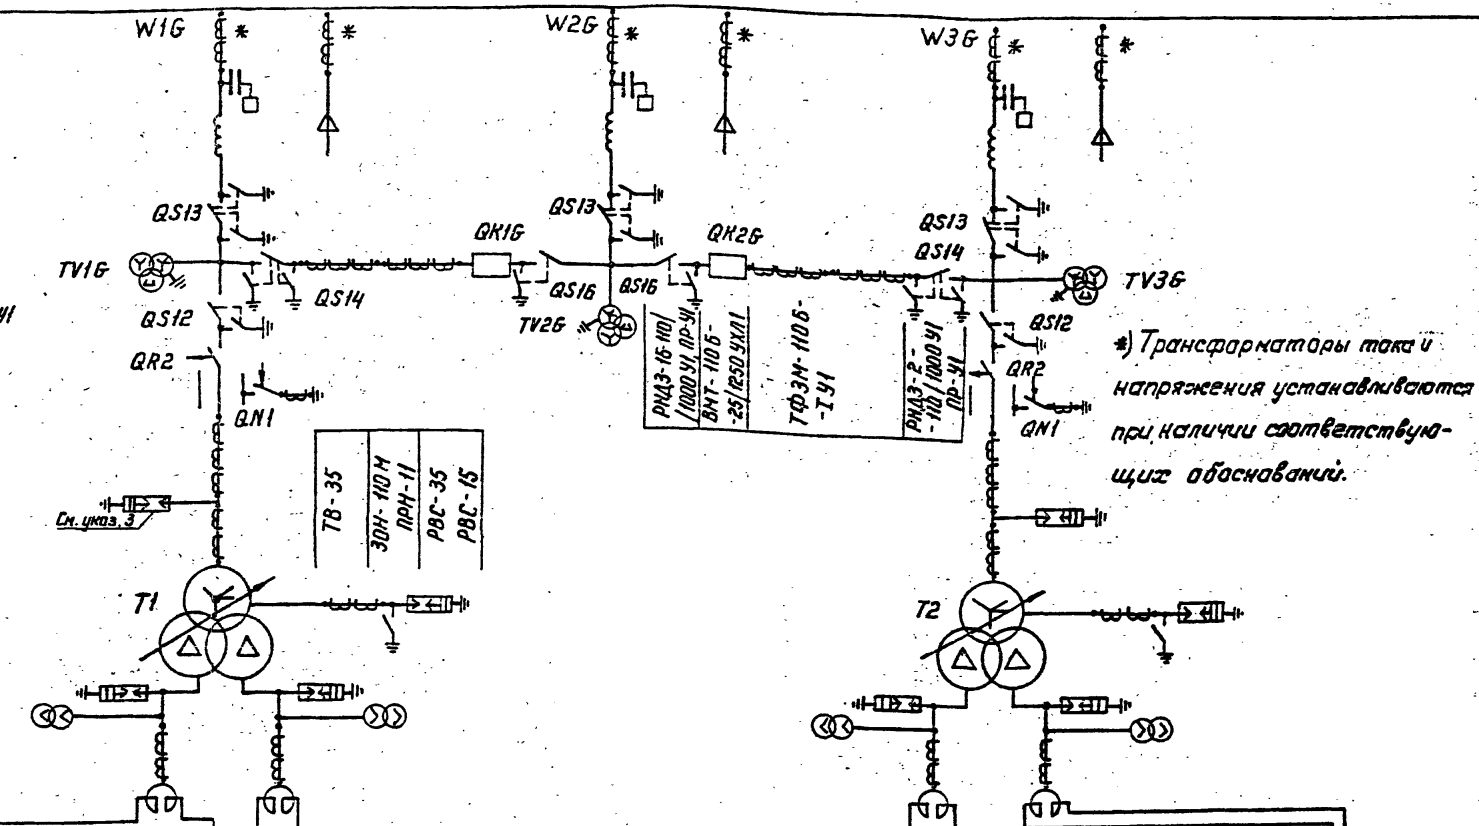 W1G *
*
W2G *
*
W3G *
*
QS13
QS13
QS13
QK1G
QK2G
QS14
TV1G
QS14
QS16
QS16
TV3G
TV2G
QS12
QS12
QR2
QR2
QN1
QN1
РНДЗ-1б-110/
/1000 У1, ПР-У1
ВМТ-110Б-
-25/1250 УХЛ1
ТФЗМ-110Б-
-I У1
РНДЗ-2-
-110/1000 У1
ПР-У1
*) Трансформаторы тока и
напряжения устанавливаются
при наличии соответствую-
щих обоснований.
ТВ-35
ЗОН-110М
ПРН-11
РВС-35
РВС-15
См. указ. 3
T1
T2